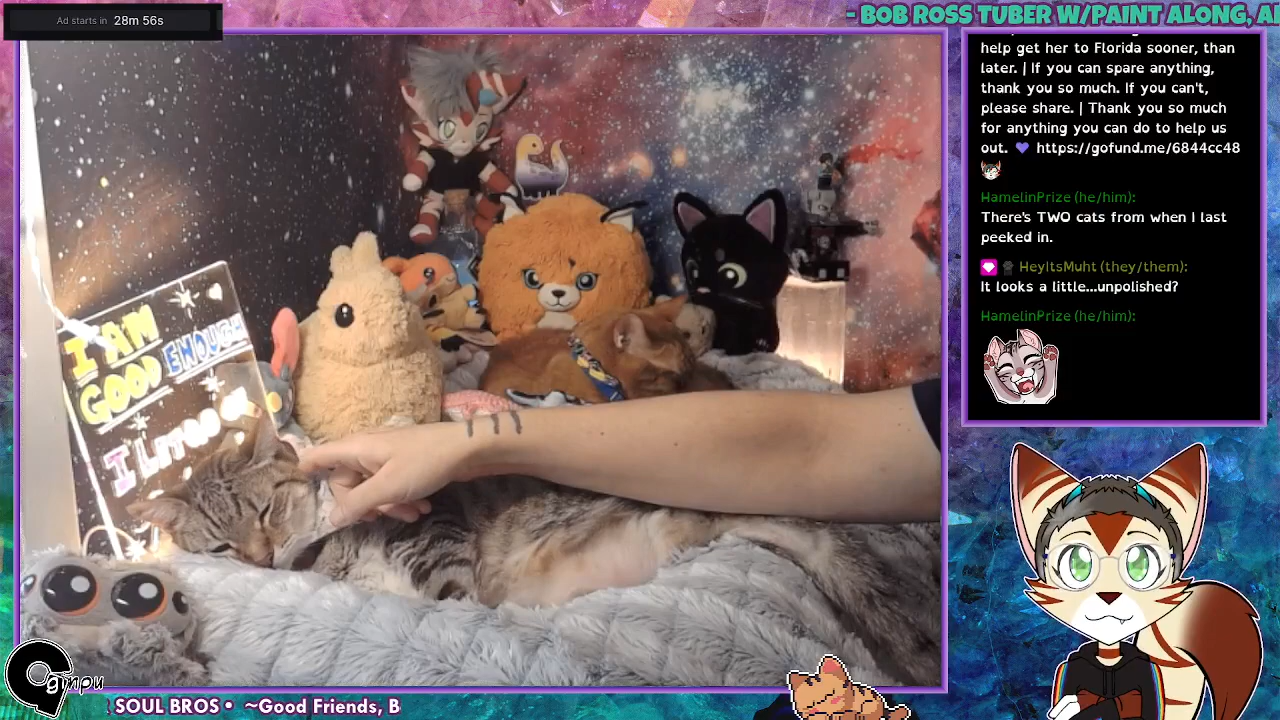 Ad starts in 28m 56s
- BOB ROSS TUBER W/PAINT ALONG,
help get her to Florida sooner, than
later. | If you can spare anything,
thank you so much. If you can't,
please share. | Thank you so much
for anything you can do to help us
out. 💜 https://gofund.me/6844cc48
HamelinPrize (he/him):
There's TWO cats from when I last
peeked in.
HeyItsMuht (they/them):
It looks a little...unpolished?
HamelinPrize (he/him):
I AM
GOOD ENOUGH
ginpu
SOUL BROS • ~Good Friends, B